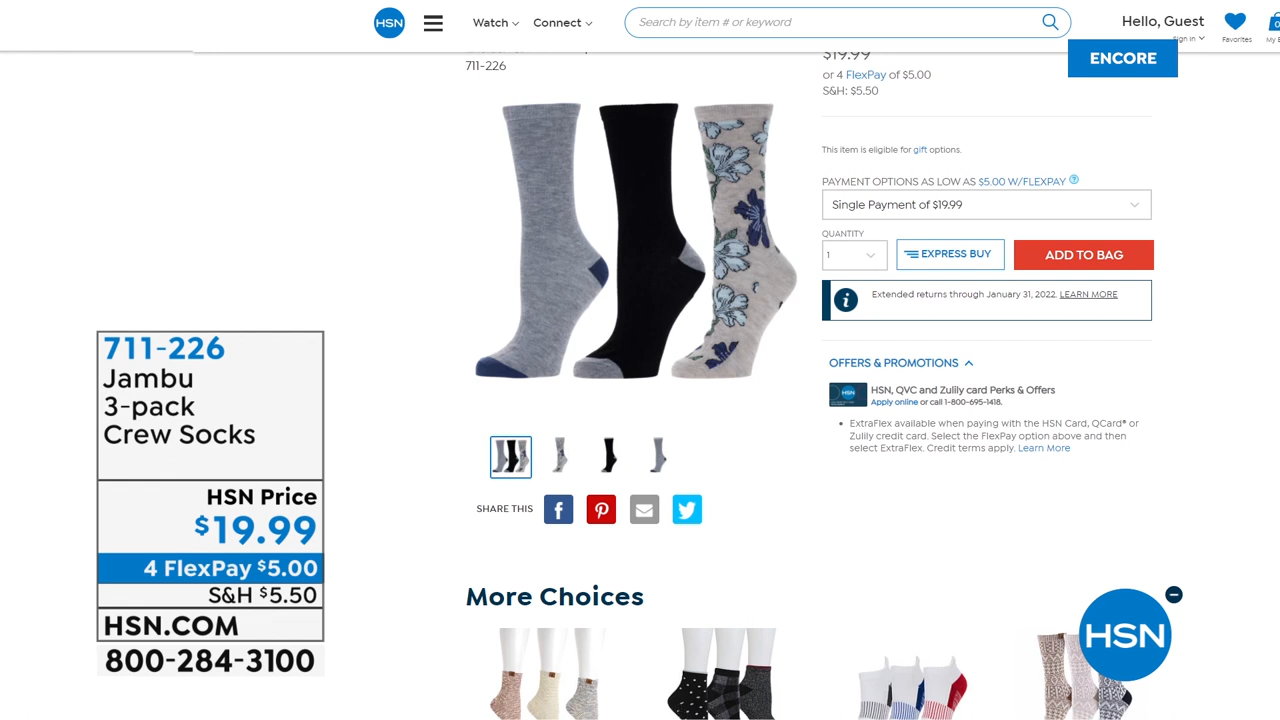 HSN
Watch
Connect
Search by item # or keyword
Hello, Guest
Sign In
Favorites
0
ENCORE
711-226
$19.99
or 4 FlexPay of $5.00
S&H: $5.50
This item is eligible for gift options.
PAYMENT OPTIONS AS LOW AS $5.00 W/FLEXPAY ?
Single Payment of $19.99
QUANTITY
1
EXPRESS BUY
ADD TO BAG
i
Extended returns through January 31, 2022. LEARN MORE
OFFERS & PROMOTIONS
HSN
HSN, QVC and Zulily card Perks & Offers
Apply online or call 1-800-695-1418.
• ExtraFlex available when paying with the HSN Card, QCard® or
Zulily credit card. Select the FlexPay option above and then
select ExtraFlex. Credit terms apply. Learn More
SHARE THIS
More Choices
711-226
Jambu
3-pack
Crew Socks
HSN Price
$19.99
4 FlexPay $5.00
S&H $5.50
HSN.COM
800-284-3100
HSN